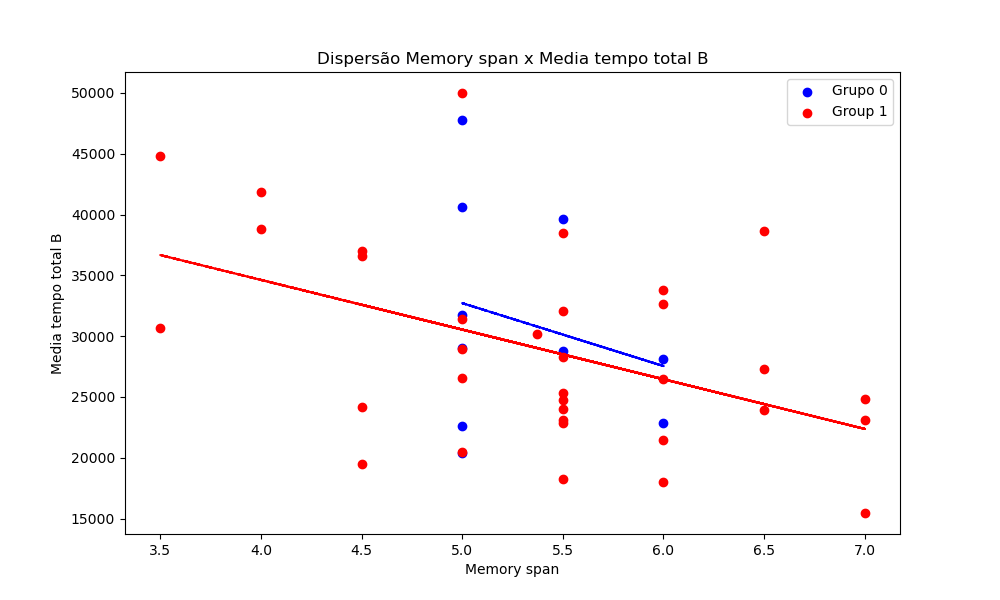 Dispersão Memory span x Media tempo total B
Grupo 0
Group 1
50000
45000
40000
35000
30000
25000
20000
15000
Media tempo total B
3.5 4.0 4.5 5.0 5.5 6.0 6.5 7.0
Memory span